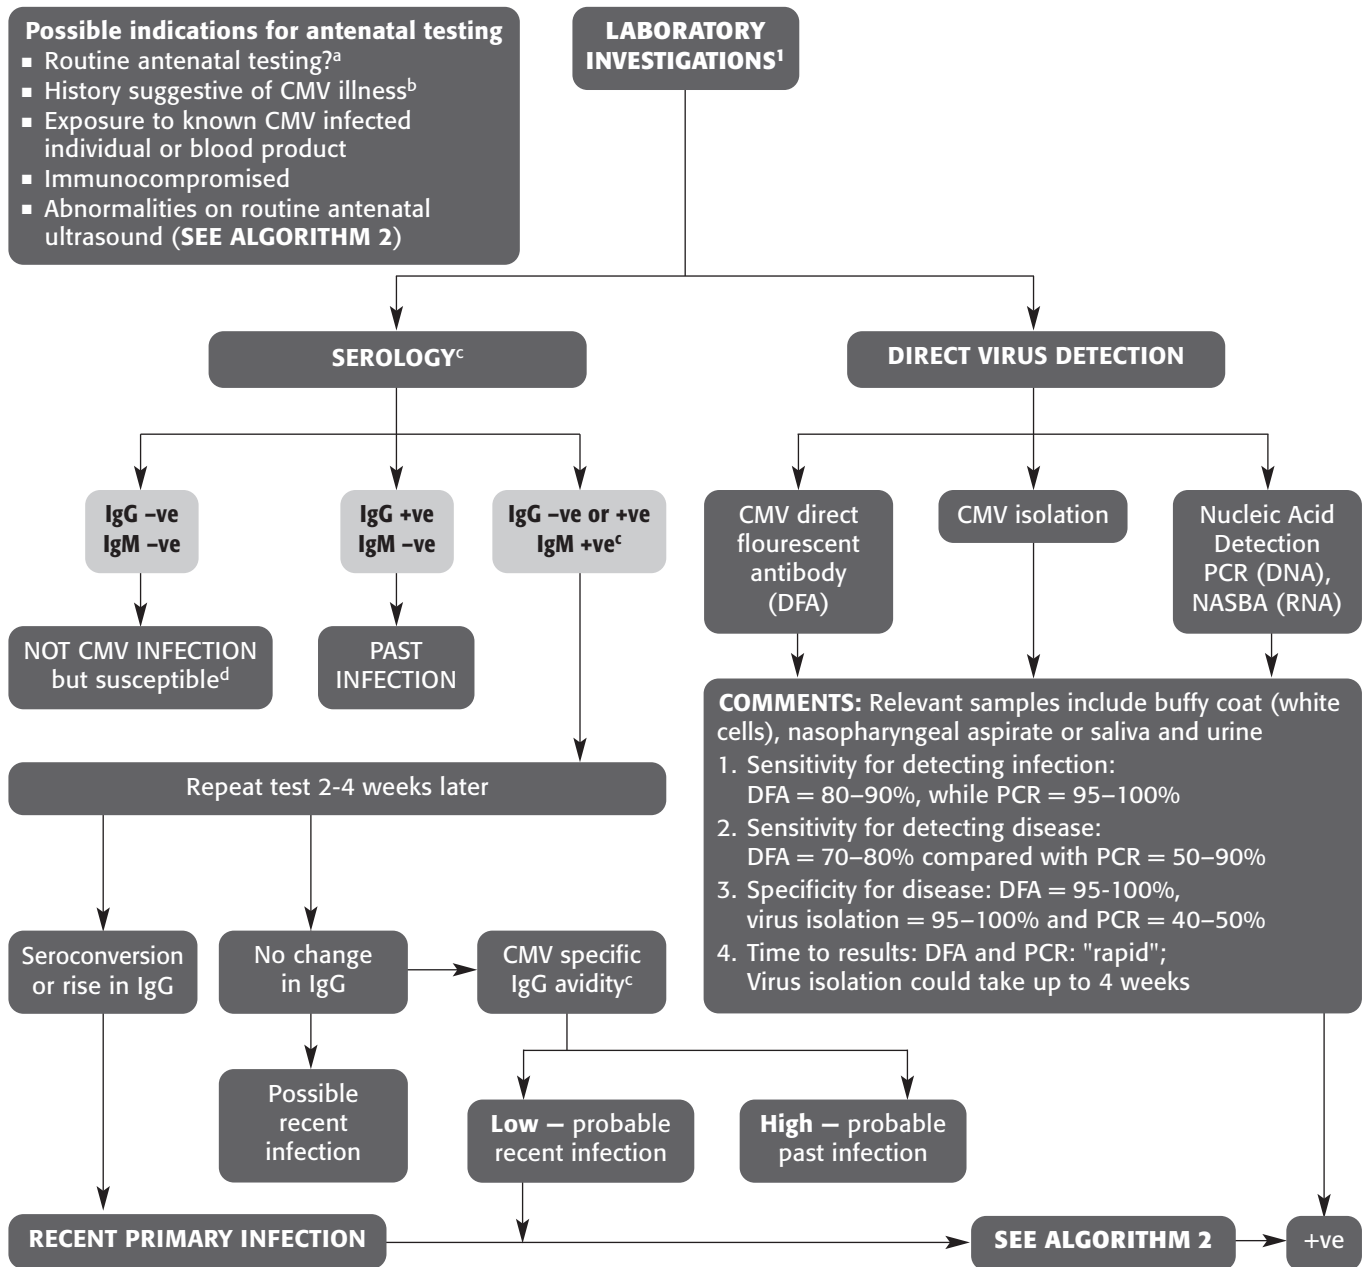 Possible indications for antenatal testing
▪ Routine antenatal testing?ᵃ
▪ History suggestive of CMV illnessᵇ
▪ Exposure to known CMV infected
individual or blood product
▪ Immunocompromised
▪ Abnormalities on routine antenatal
ultrasound (SEE ALGORITHM 2)
LABORATORY
INVESTIGATIONS¹
SEROLOGYᶜ
DIRECT VIRUS DETECTION
IgG –ve
IgM –ve
IgG +ve
IgM –ve
IgG –ve or +ve
IgM +veᶜ
CMV direct
flourescent
antibody
(DFA)
CMV isolation
Nucleic Acid
Detection
PCR (DNA),
NASBA (RNA)
NOT CMV INFECTION
but susceptibleᵈ
PAST
INFECTION
COMMENTS: Relevant samples include buffy coat (white
cells), nasopharyngeal aspirate or saliva and urine
1. Sensitivity for detecting infection:
DFA = 80–90%, while PCR = 95–100%
2. Sensitivity for detecting disease:
DFA = 70–80% compared with PCR = 50–90%
3. Specificity for disease: DFA = 95-100%,
virus isolation = 95–100% and PCR = 40–50%
4. Time to results: DFA and PCR: "rapid";
Virus isolation could take up to 4 weeks
Repeat test 2-4 weeks later
Seroconversion
or rise in IgG
No change
in IgG
CMV specific
IgG avidityᶜ
Possible
recent
infection
Low — probable
recent infection
High — probable
past infection
RECENT PRIMARY INFECTION
SEE ALGORITHM 2
+ve